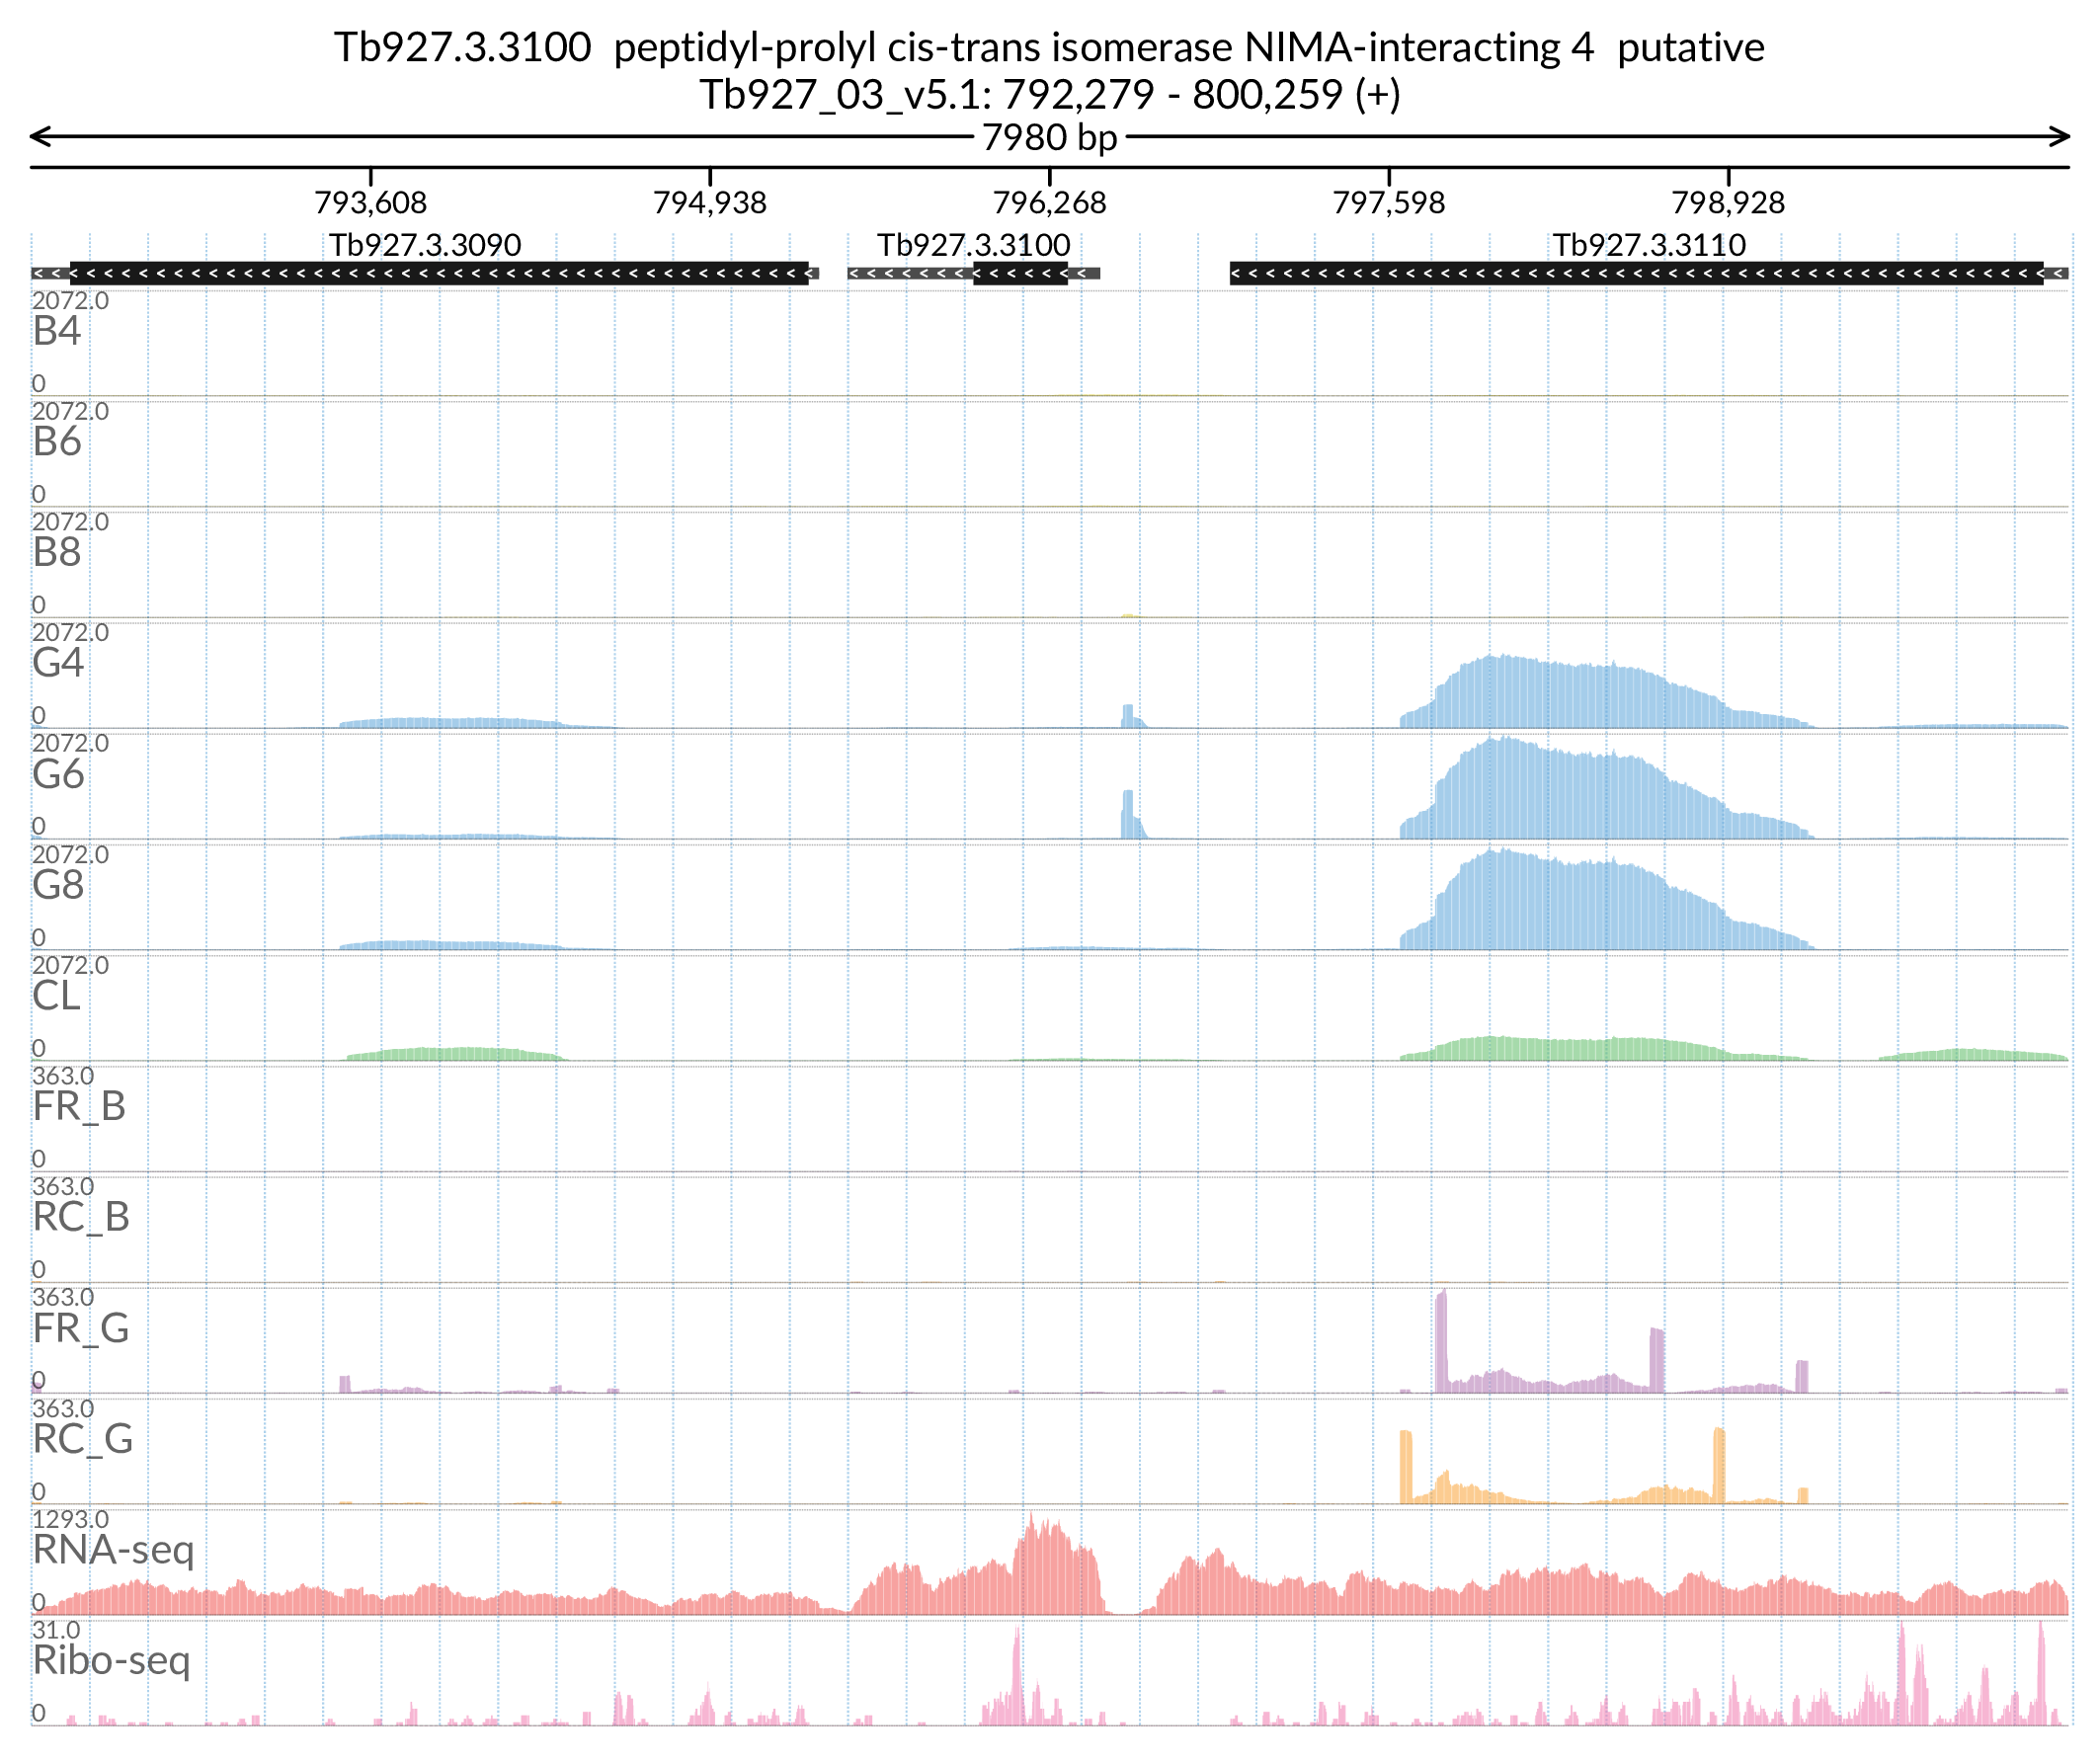 Tb927.3.3100  peptidyl-prolyl cis-trans isomerase NIMA-interacting 4  putative
Tb927_03_v5.1: 792,279 - 800,259 (+)
7980 bp
793,608 794,938 796,268 797,598 798,928
Tb927.3.3090 Tb927.3.3100 Tb927.3.3110
2072.0
B4
0
2072.0
B6
0
2072.0
B8
0
2072.0
G4
0
2072.0
G6
0
2072.0
G8
0
2072.0
CL
0
363.0
FR_B
0
363.0
RC_B
0
363.0
FR_G
0
363.0
RC_G
0
1293.0
RNA-seq
0
31.0
Ribo-seq
0